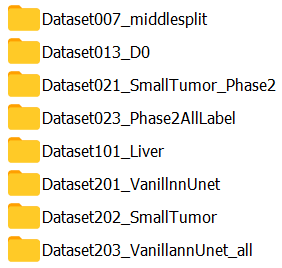 Dataset007_middlesplit
Dataset013_D0
Dataset021_SmallTumor_Phase2
Dataset023_Phase2AllLabel
Dataset101_Liver
Dataset201_VanillnnUnet
Dataset202_SmallTumor
Dataset203_VanillannUnet_all